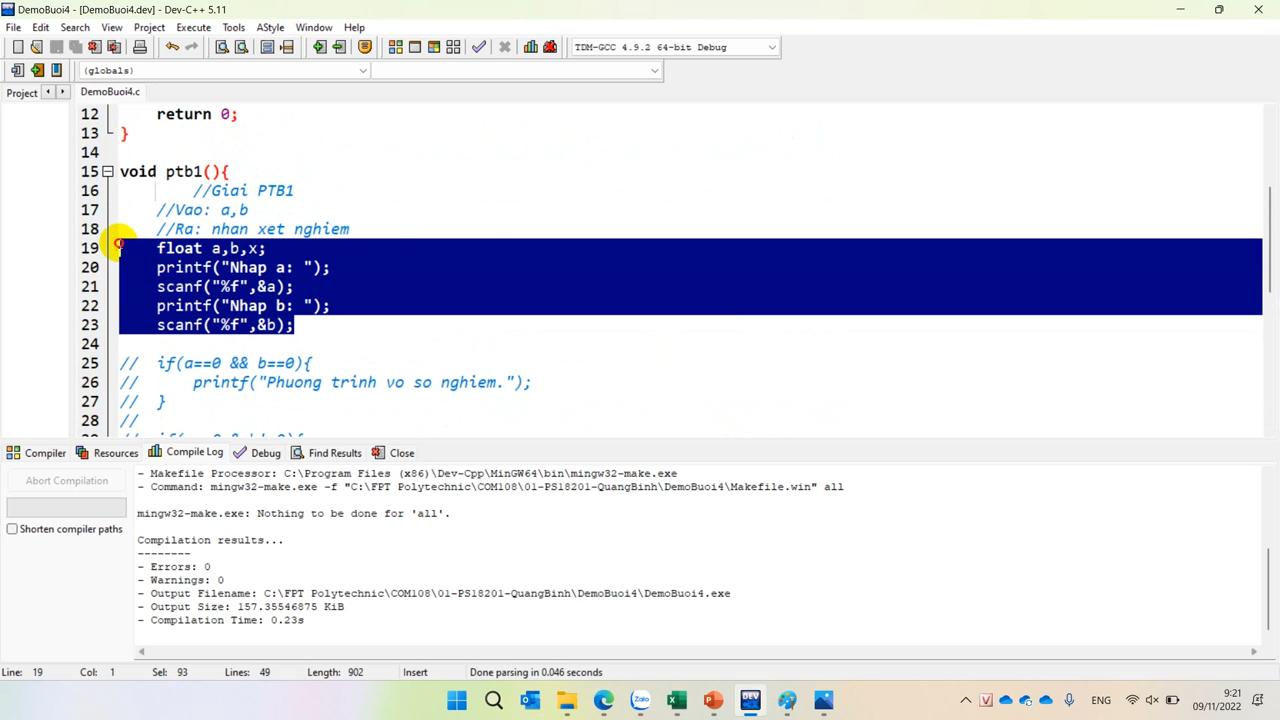 DemoBuoi4 - [DemoBuoi4.dev] - Dev-C++ 5.11
File Edit Search View Project Execute Tools AStyle Window Help
TDM-GCC 4.9.2 64-bit Debug
(globals)
Project DemoBuoi4.c
12 return 0;
13 }
14
15 void ptb1(){
16 //Giai PTB1
17 //Vao: a,b
18 //Ra: nhan xet nghiem
19 float a,b,x;
20 printf("Nhap a: ");
21 scanf("%f",&a);
22 printf("Nhap b: ");
23 scanf("%f",&b);
24
25 // if(a==0 && b==0){
26 // printf("Phuong trinh vo so nghiem.");
27 // }
28 //
Compiler Resources Compile Log Debug Find Results Close
Abort Compilation
Shorten compiler paths
- Makefile Processor: C:\Program Files (x86)\Dev-Cpp\MinGW64\bin\mingw32-make.exe
- Command: mingw32-make.exe -f "C:\FPT Polytechnic\COM108\01-PS18201-QuangBinh\DemoBuoi4\Makefile.win" all
mingw32-make.exe: Nothing to be done for 'all'.
Compilation results...
--------
- Errors: 0
- Warnings: 0
- Output Filename: C:\FPT Polytechnic\COM108\01-PS18201-QuangBinh\DemoBuoi4\DemoBuoi4.exe
- Output Size: 157.35546875 KiB
- Compilation Time: 0.23s
Line: 19 Col: 1 Sel: 93 Lines: 49 Length: 902 Insert Done parsing in 0.046 seconds
Zalo DEV ENG 9:21
09/11/2022